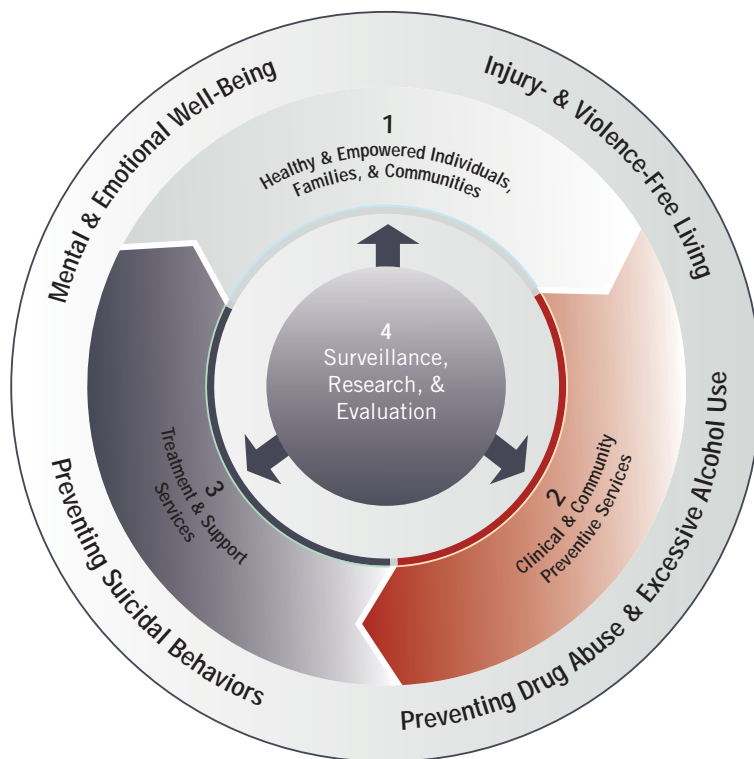 Mental & Emotional Well-Being
Injury- & Violence-Free Living
1
Healthy & Empowered Individuals,
Families, & Communities
4
Surveillance,
Research, &
Evaluation
3
Treatment & Support
Services
2
Clinical & Community
Preventive Services
Preventing Suicidal Behaviors
Preventing Drug Abuse & Excessive Alcohol Use